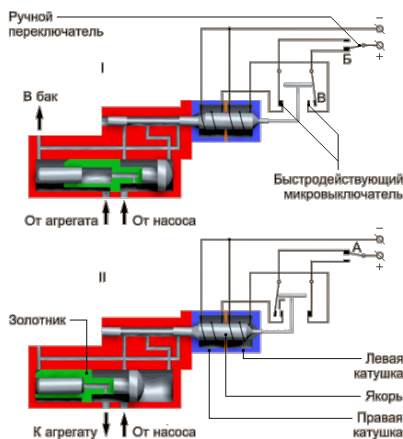 Ручной
переключатель
–
+
Б
I
В
В бак
Быстродействующий
микровыключатель
От агрегата
От насоса
–
А
+
II
Золотник
Левая
катушка
Якорь
Правая
катушка
К агрегату
От насоса